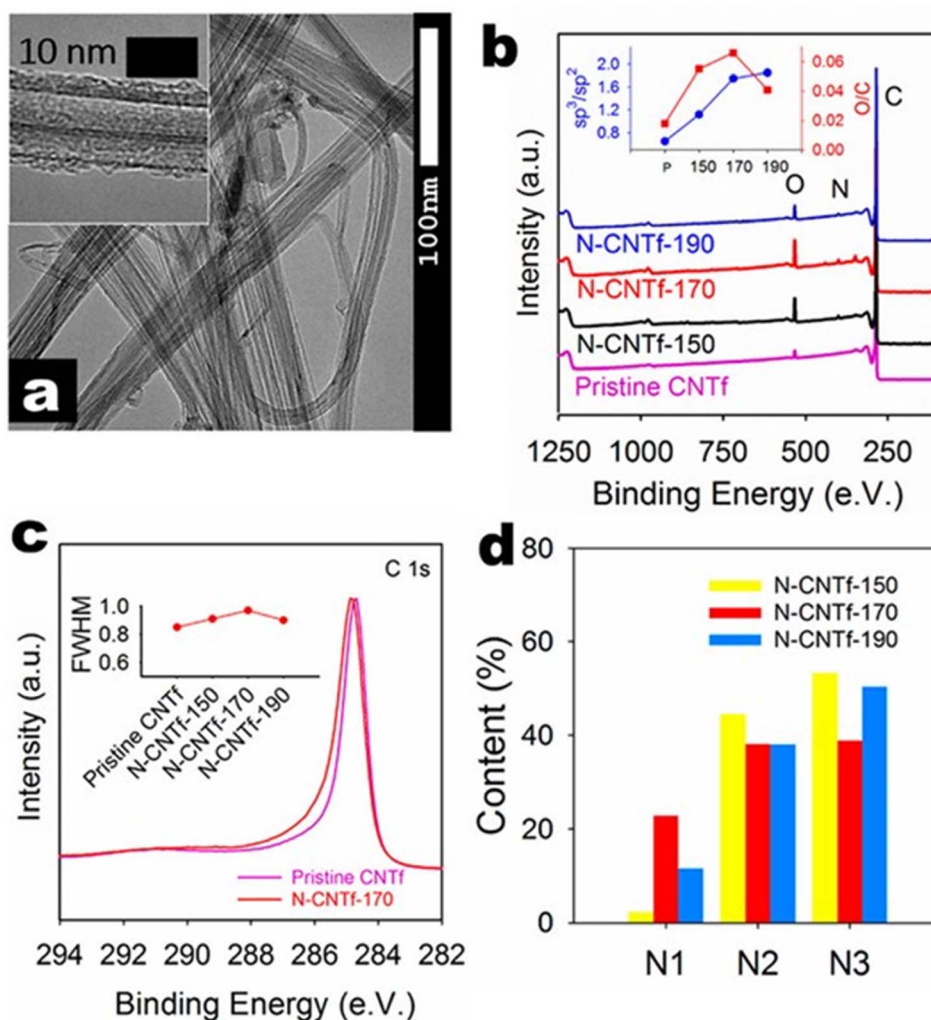 10 nm
100nm
a
b
sp³/sp²
2.0
1.6
1.2
0.8
0.06
0.04
0.02
0.00
O/C
P 150 170 190
C
O
N
N-CNTf-190
N-CNTf-170
N-CNTf-150
Pristine CNTf
Intensity (a.u.)
1250 1000 750 500 250
Binding Energy (e.V.)
c
C 1s
FWHM
1.0
0.8
0.6
Pristine CNTf
N-CNTf-150
N-CNTf-170
N-CNTf-190
Intensity (a.u.)
Pristine CNTf
N-CNTf-170
294 292 290 288 286 284 282
Binding Energy (e.V.)
d
80
60
40
20
0
Content (%)
N-CNTf-150
N-CNTf-170
N-CNTf-190
N1 N2 N3